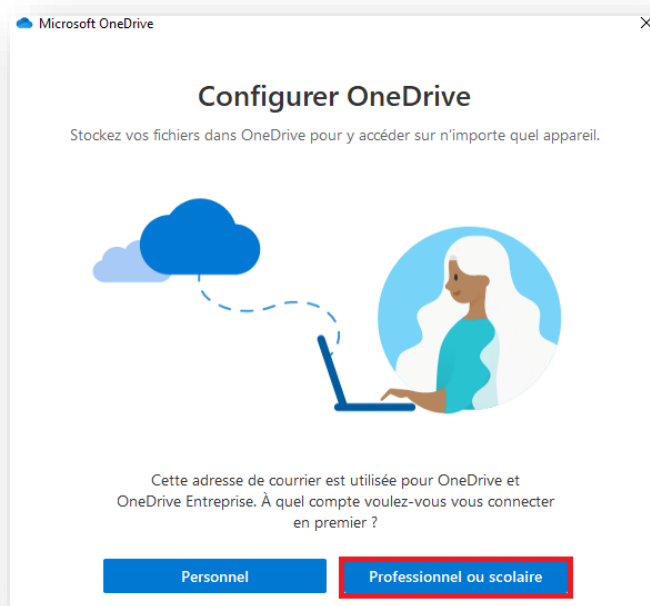 Microsoft OneDrive
Configurer OneDrive
Stockez vos fichiers dans OneDrive pour y accéder sur n'importe quel appareil.
Cette adresse de courrier est utilisée pour OneDrive et
OneDrive Entreprise. À quel compte voulez-vous vous connecter
en premier ?
Personnel
Professionnel ou scolaire